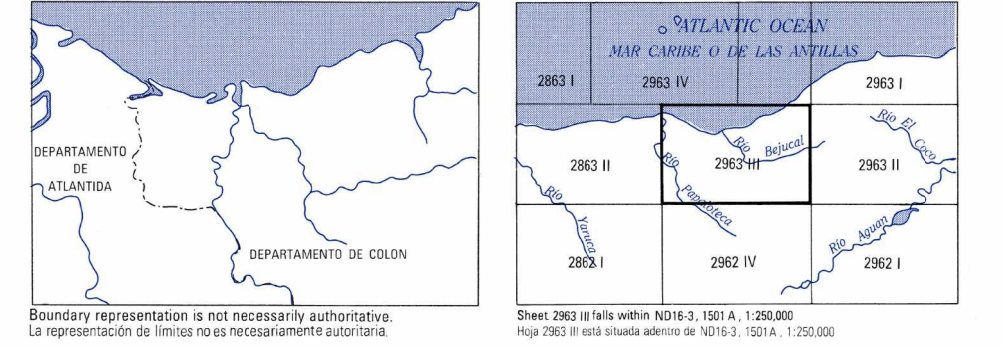 DEPARTAMENTO
DE
ATLANTIDA
DEPARTAMENTO DE COLON
Boundary representation is not necessarily authoritative.
La representación de límites no es necesariamente autoritaria.
ATLANTIC OCEAN
MAR CARIBE O DE LAS ANTILLAS
2863 I
2963 IV
2963 I
Río El Coco
Río Bejucal
2863 II
2963 III
2963 II
Río Papaloteca
Río Yaruca
Río Aguan
2862 I
2962 IV
2962 I
Sheet 2963 III falls within ND16-3, 1501 A, 1:250,000
Hoja 2963 III está situada adentro de ND16-3, 1501A, 1:250,000